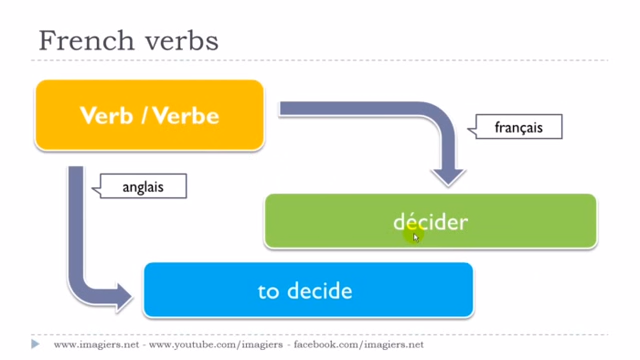 French verbs
Verb / Verbe
français
anglais
décider
to decide
www.imagiers.net - www.youtube.com/imagiers - facebook.com/imagiers.net